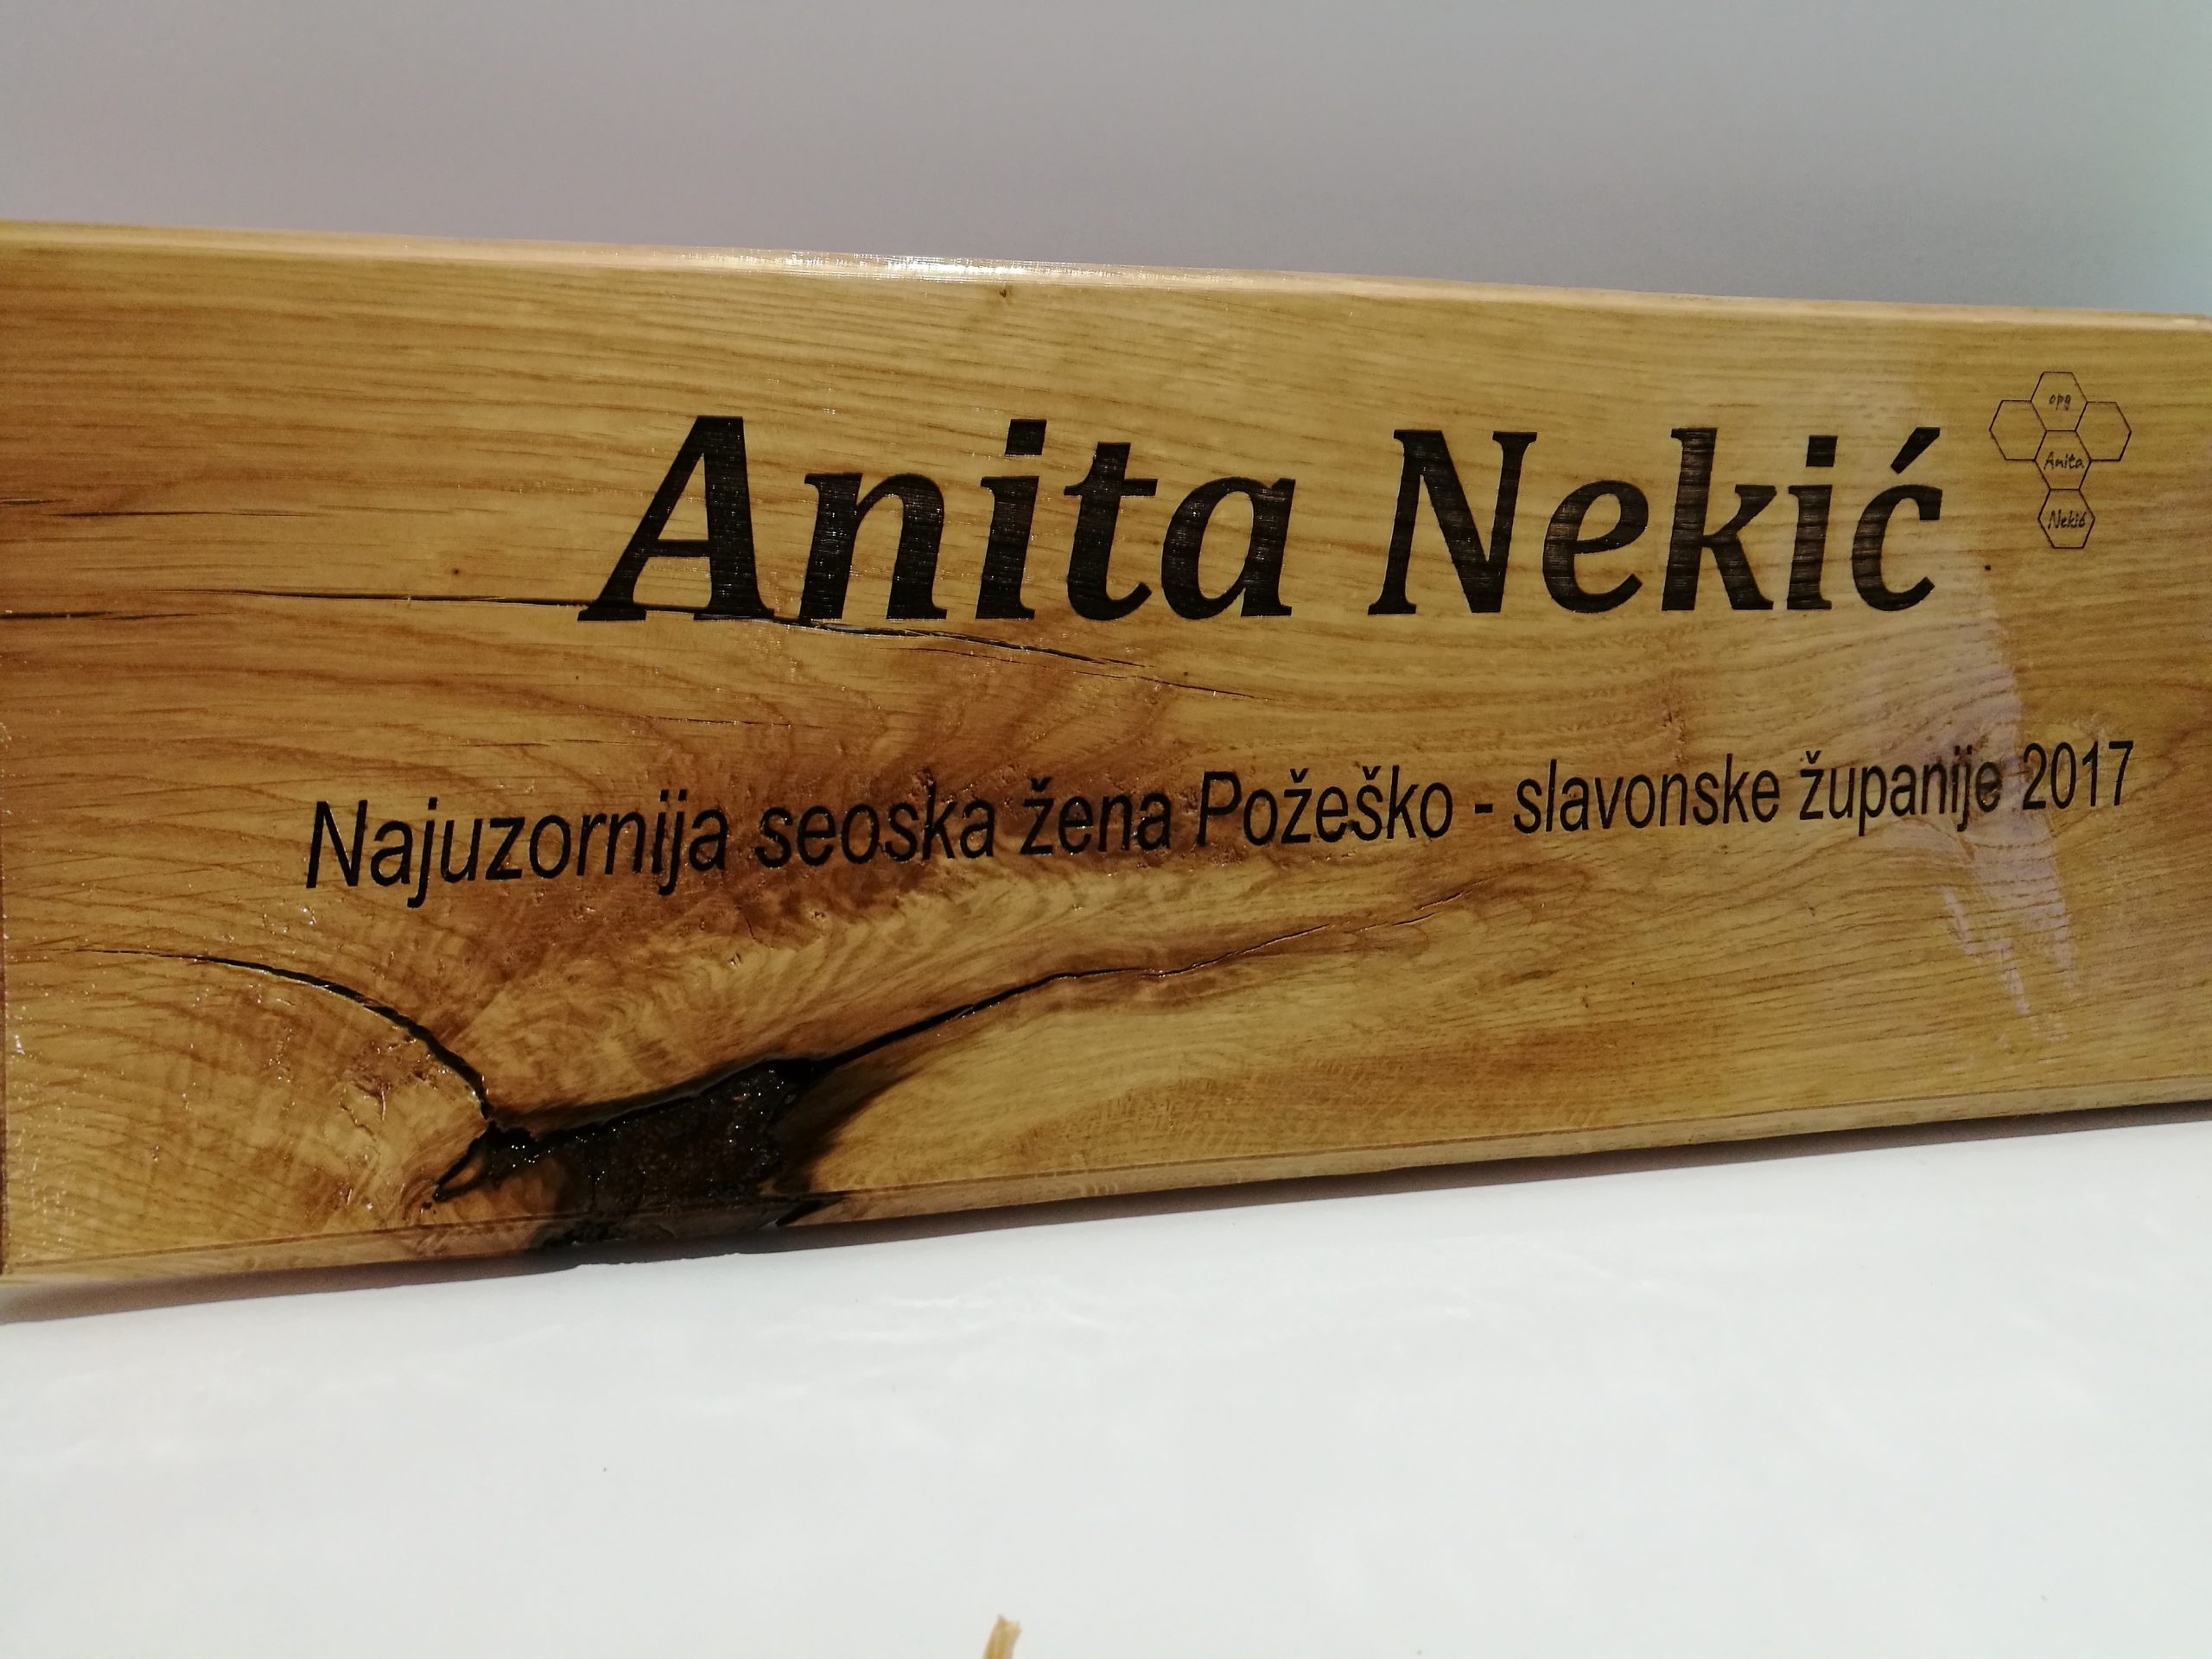 Anita Nekić
opg
Anita
Nekić
Najuzornija seoska žena Požeško - slavonske županije 2017